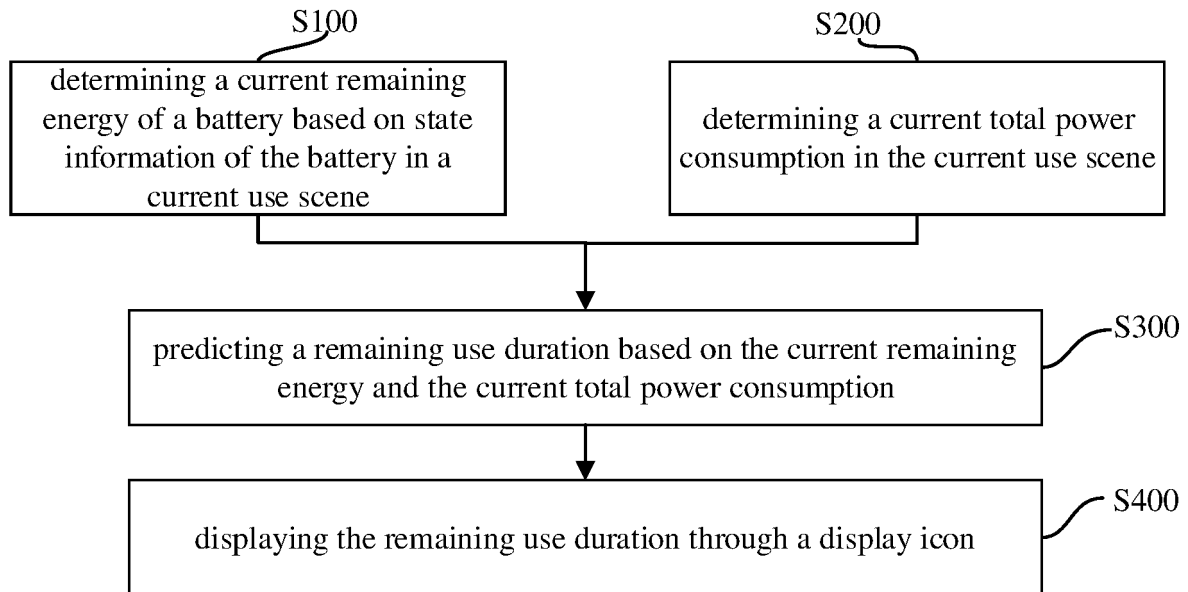 S100
determining a current remaining
energy of a battery based on state
information of the battery in a
current use scene
S200
determining a current total power
consumption in the current use scene
S300
predicting a remaining use duration based on the current remaining
energy and the current total power consumption
S400
displaying the remaining use duration through a display icon